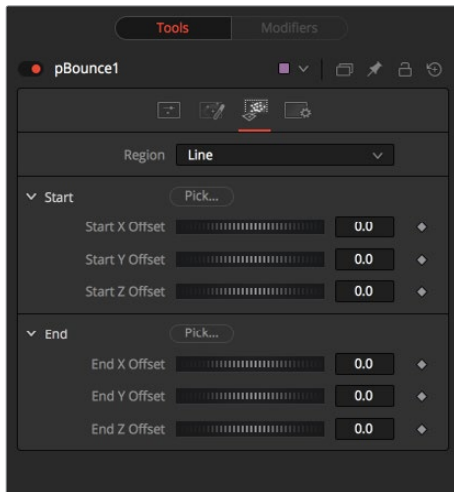 Tools Modifiers
pBounce1
Region Line
Start Pick...
Start X Offset 0.0
Start Y Offset 0.0
Start Z Offset 0.0
End Pick...
End X Offset 0.0
End Y Offset 0.0
End Z Offset 0.0